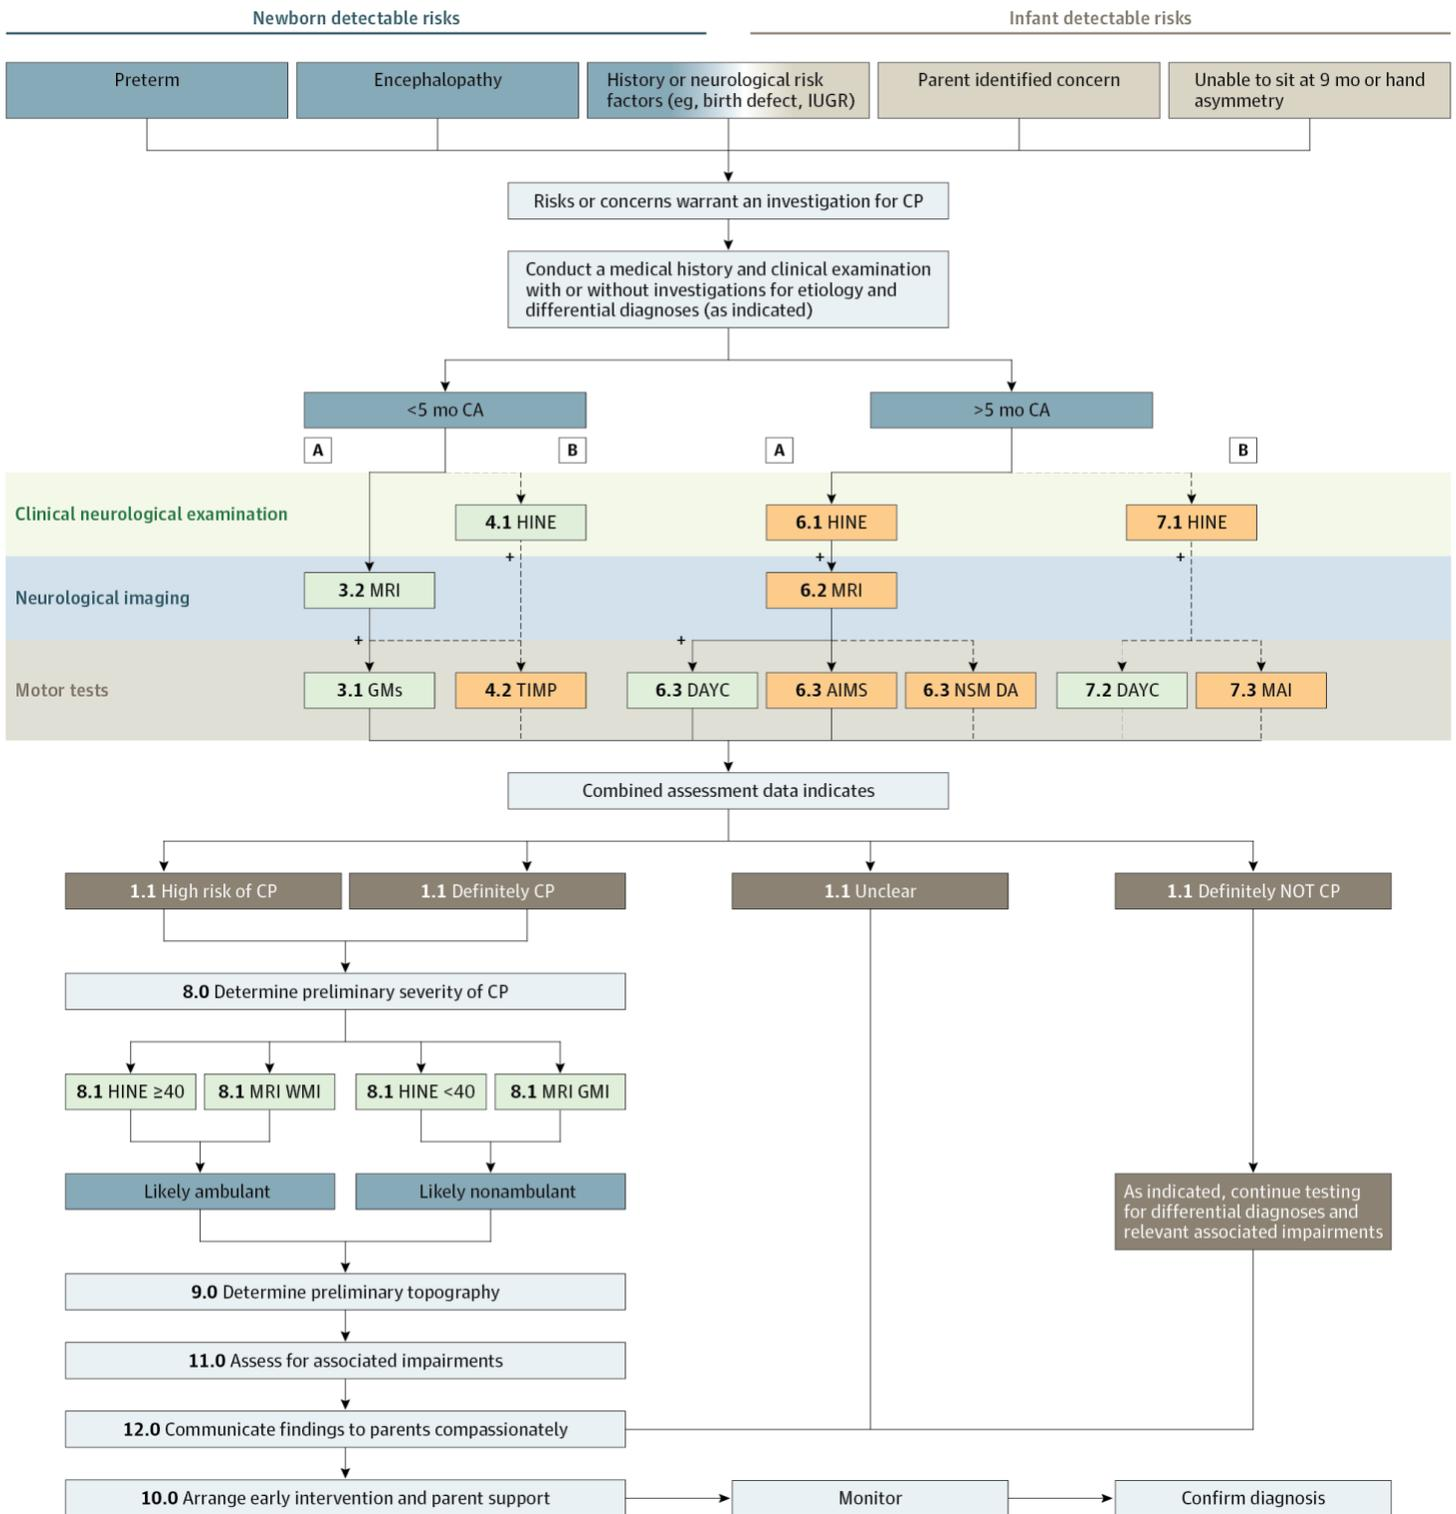 Newborn detectable risks
Infant detectable risks
Preterm
Encephalopathy
History or neurological risk
factors (eg, birth defect, IUGR)
Parent identified concern
Unable to sit at 9 mo or hand
asymmetry
Risks or concerns warrant an investigation for CP
Conduct a medical history and clinical examination
with or without investigations for etiology and
differential diagnoses (as indicated)
<5 mo CA
>5 mo CA
A
B
A
B
Clinical neurological examination
4.1 HINE
6.1 HINE
7.1 HINE
+
+
+
Neurological imaging
3.2 MRI
6.2 MRI
+
+
Motor tests
3.1 GMs
4.2 TIMP
6.3 DAYC
6.3 AIMS
6.3 NSM DA
7.2 DAYC
7.3 MAI
Combined assessment data indicates
1.1 High risk of CP
1.1 Definitely CP
1.1 Unclear
1.1 Definitely NOT CP
8.0 Determine preliminary severity of CP
8.1 HINE ≥40
8.1 MRI WMI
8.1 HINE <40
8.1 MRI GMI
Likely ambulant
Likely nonambulant
As indicated, continue testing
for differential diagnoses and
relevant associated impairments
9.0 Determine preliminary topography
11.0 Assess for associated impairments
12.0 Communicate findings to parents compassionately
10.0 Arrange early intervention and parent support
Monitor
Confirm diagnosis